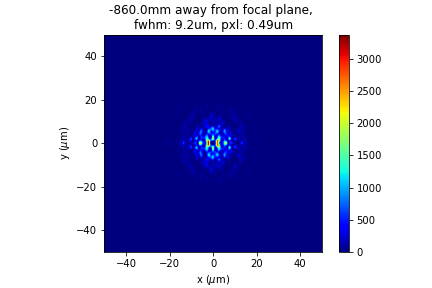 -860.0mm away from focal plane,
fwhm: 9.2um, pxl: 0.49um
40
20
0
−20
−40
y (μm)
−40 −20 0 20 40
x (μm)
3000
2500
2000
1500
1000
500
0